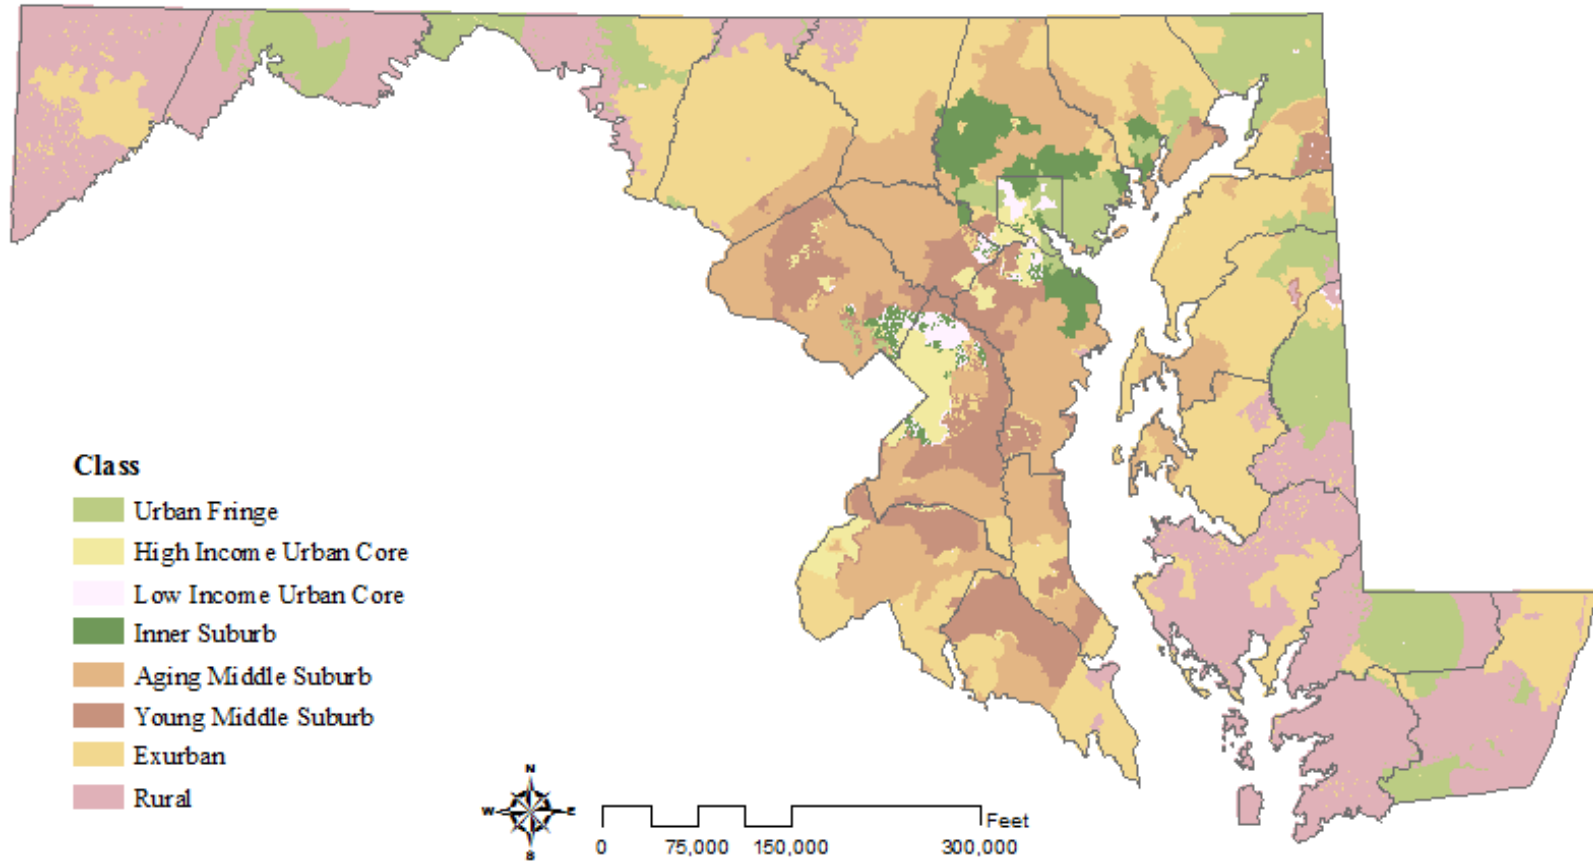 Class
Urban Fringe
High Income Urban Core
Low Income Urban Core
Inner Suburb
Aging Middle Suburb
Young Middle Suburb
Exurban
Rural
N
W E
S
Feet
0 75,000 150,000 300,000